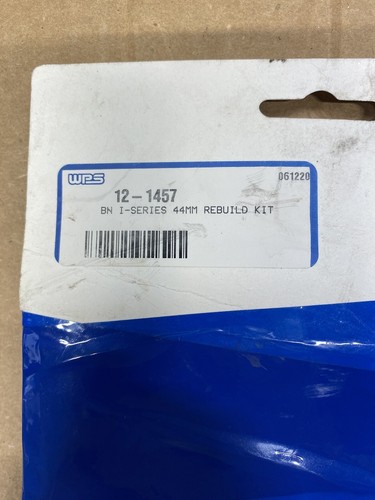 WPS
061220
12-1457
BN I-SERIES 44MM REBUILD KIT